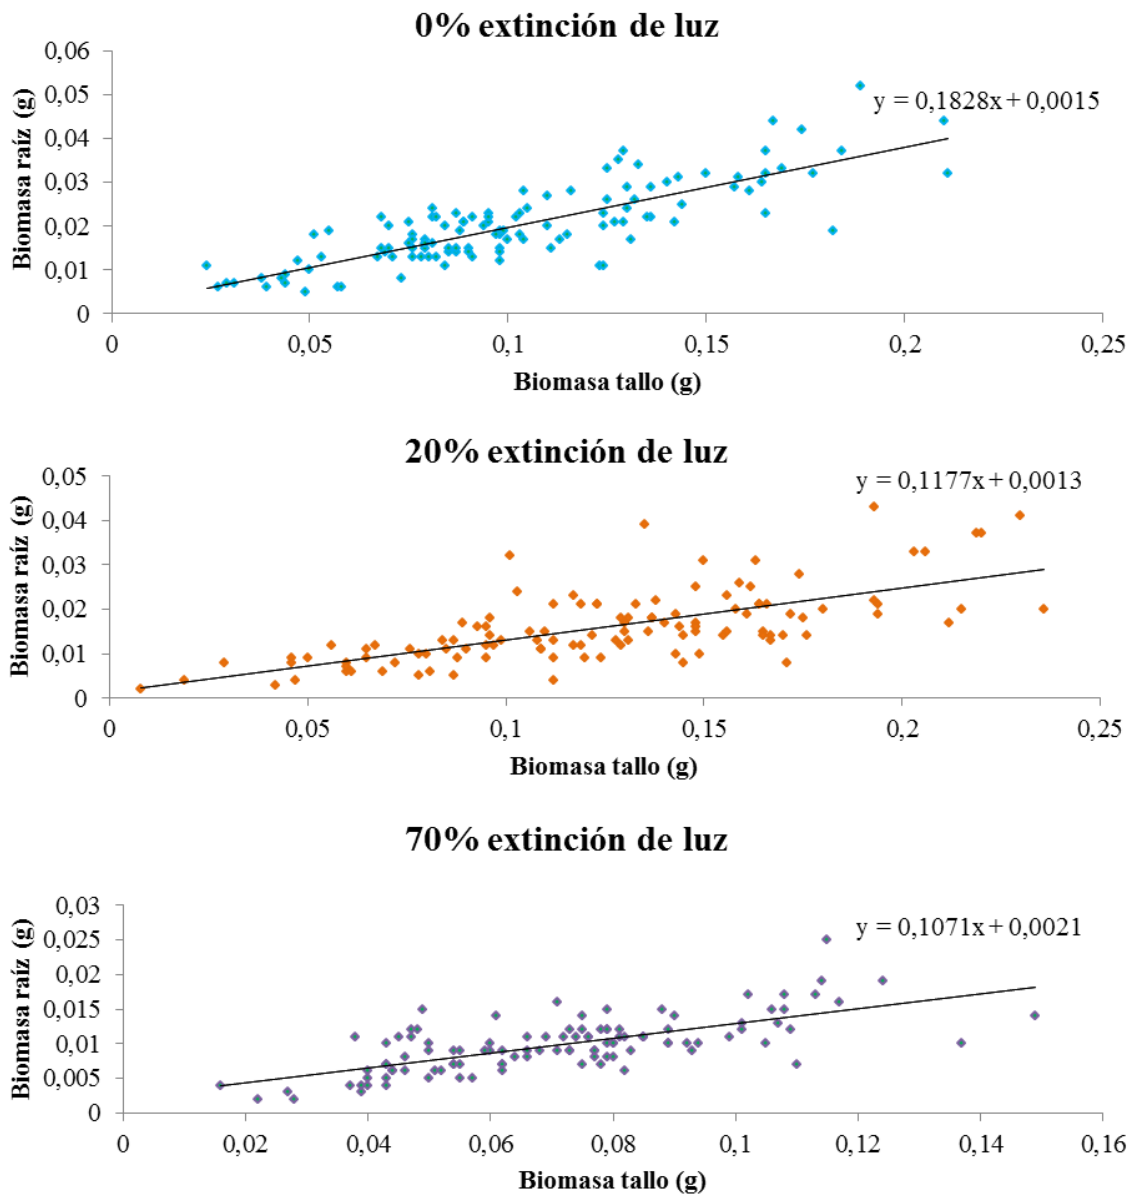 0% extinción de luz
y = 0,1828x + 0,0015
Biomasa raíz (g)
0,06
0,05
0,04
0,03
0,02
0,01
0
0 0,05 0,1 0,15 0,2 0,25
Biomasa tallo (g)
20% extinción de luz
y = 0,1177x + 0,0013
Biomasa raíz (g)
0,05
0,04
0,03
0,02
0,01
0
0 0,05 0,1 0,15 0,2 0,25
Biomasa tallo (g)
70% extinción de luz
y = 0,1071x + 0,0021
Biomasa raíz (g)
0,03
0,025
0,02
0,015
0,01
0,005
0
0 0,02 0,04 0,06 0,08 0,1 0,12 0,14 0,16
Biomasa tallo (g)